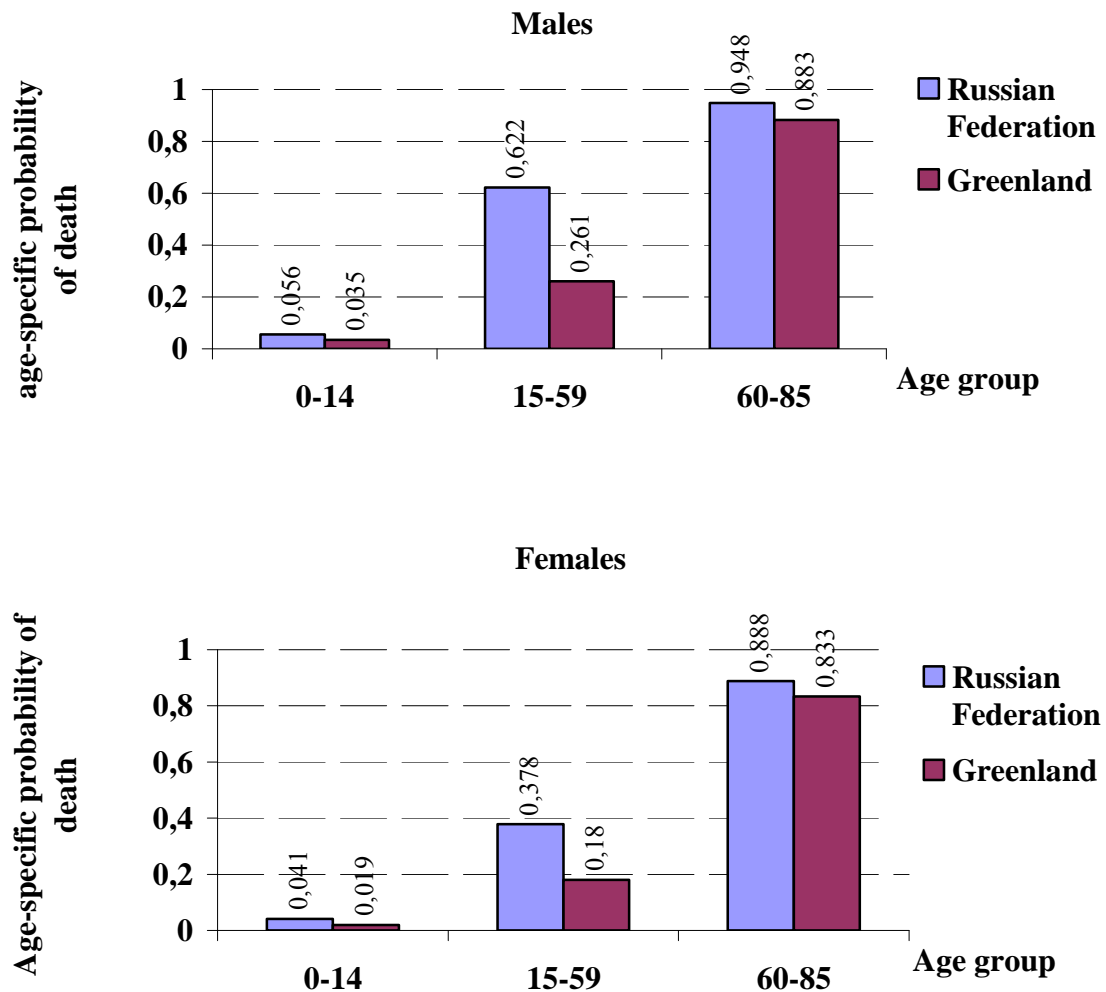 Males
age-specific probability
of death
1
0,8
0,6
0,4
0,2
0
0,056
0,035
0,622
0,261
0,948
0,883
0-14
15-59
60-85
Age group
Russian
Federation
Greenland
Females
Age-specific probability of
death
1
0,8
0,6
0,4
0,2
0
0,041
0,019
0,378
0,18
0,888
0,833
0-14
15-59
60-85
Age group
Russian
Federation
Greenland